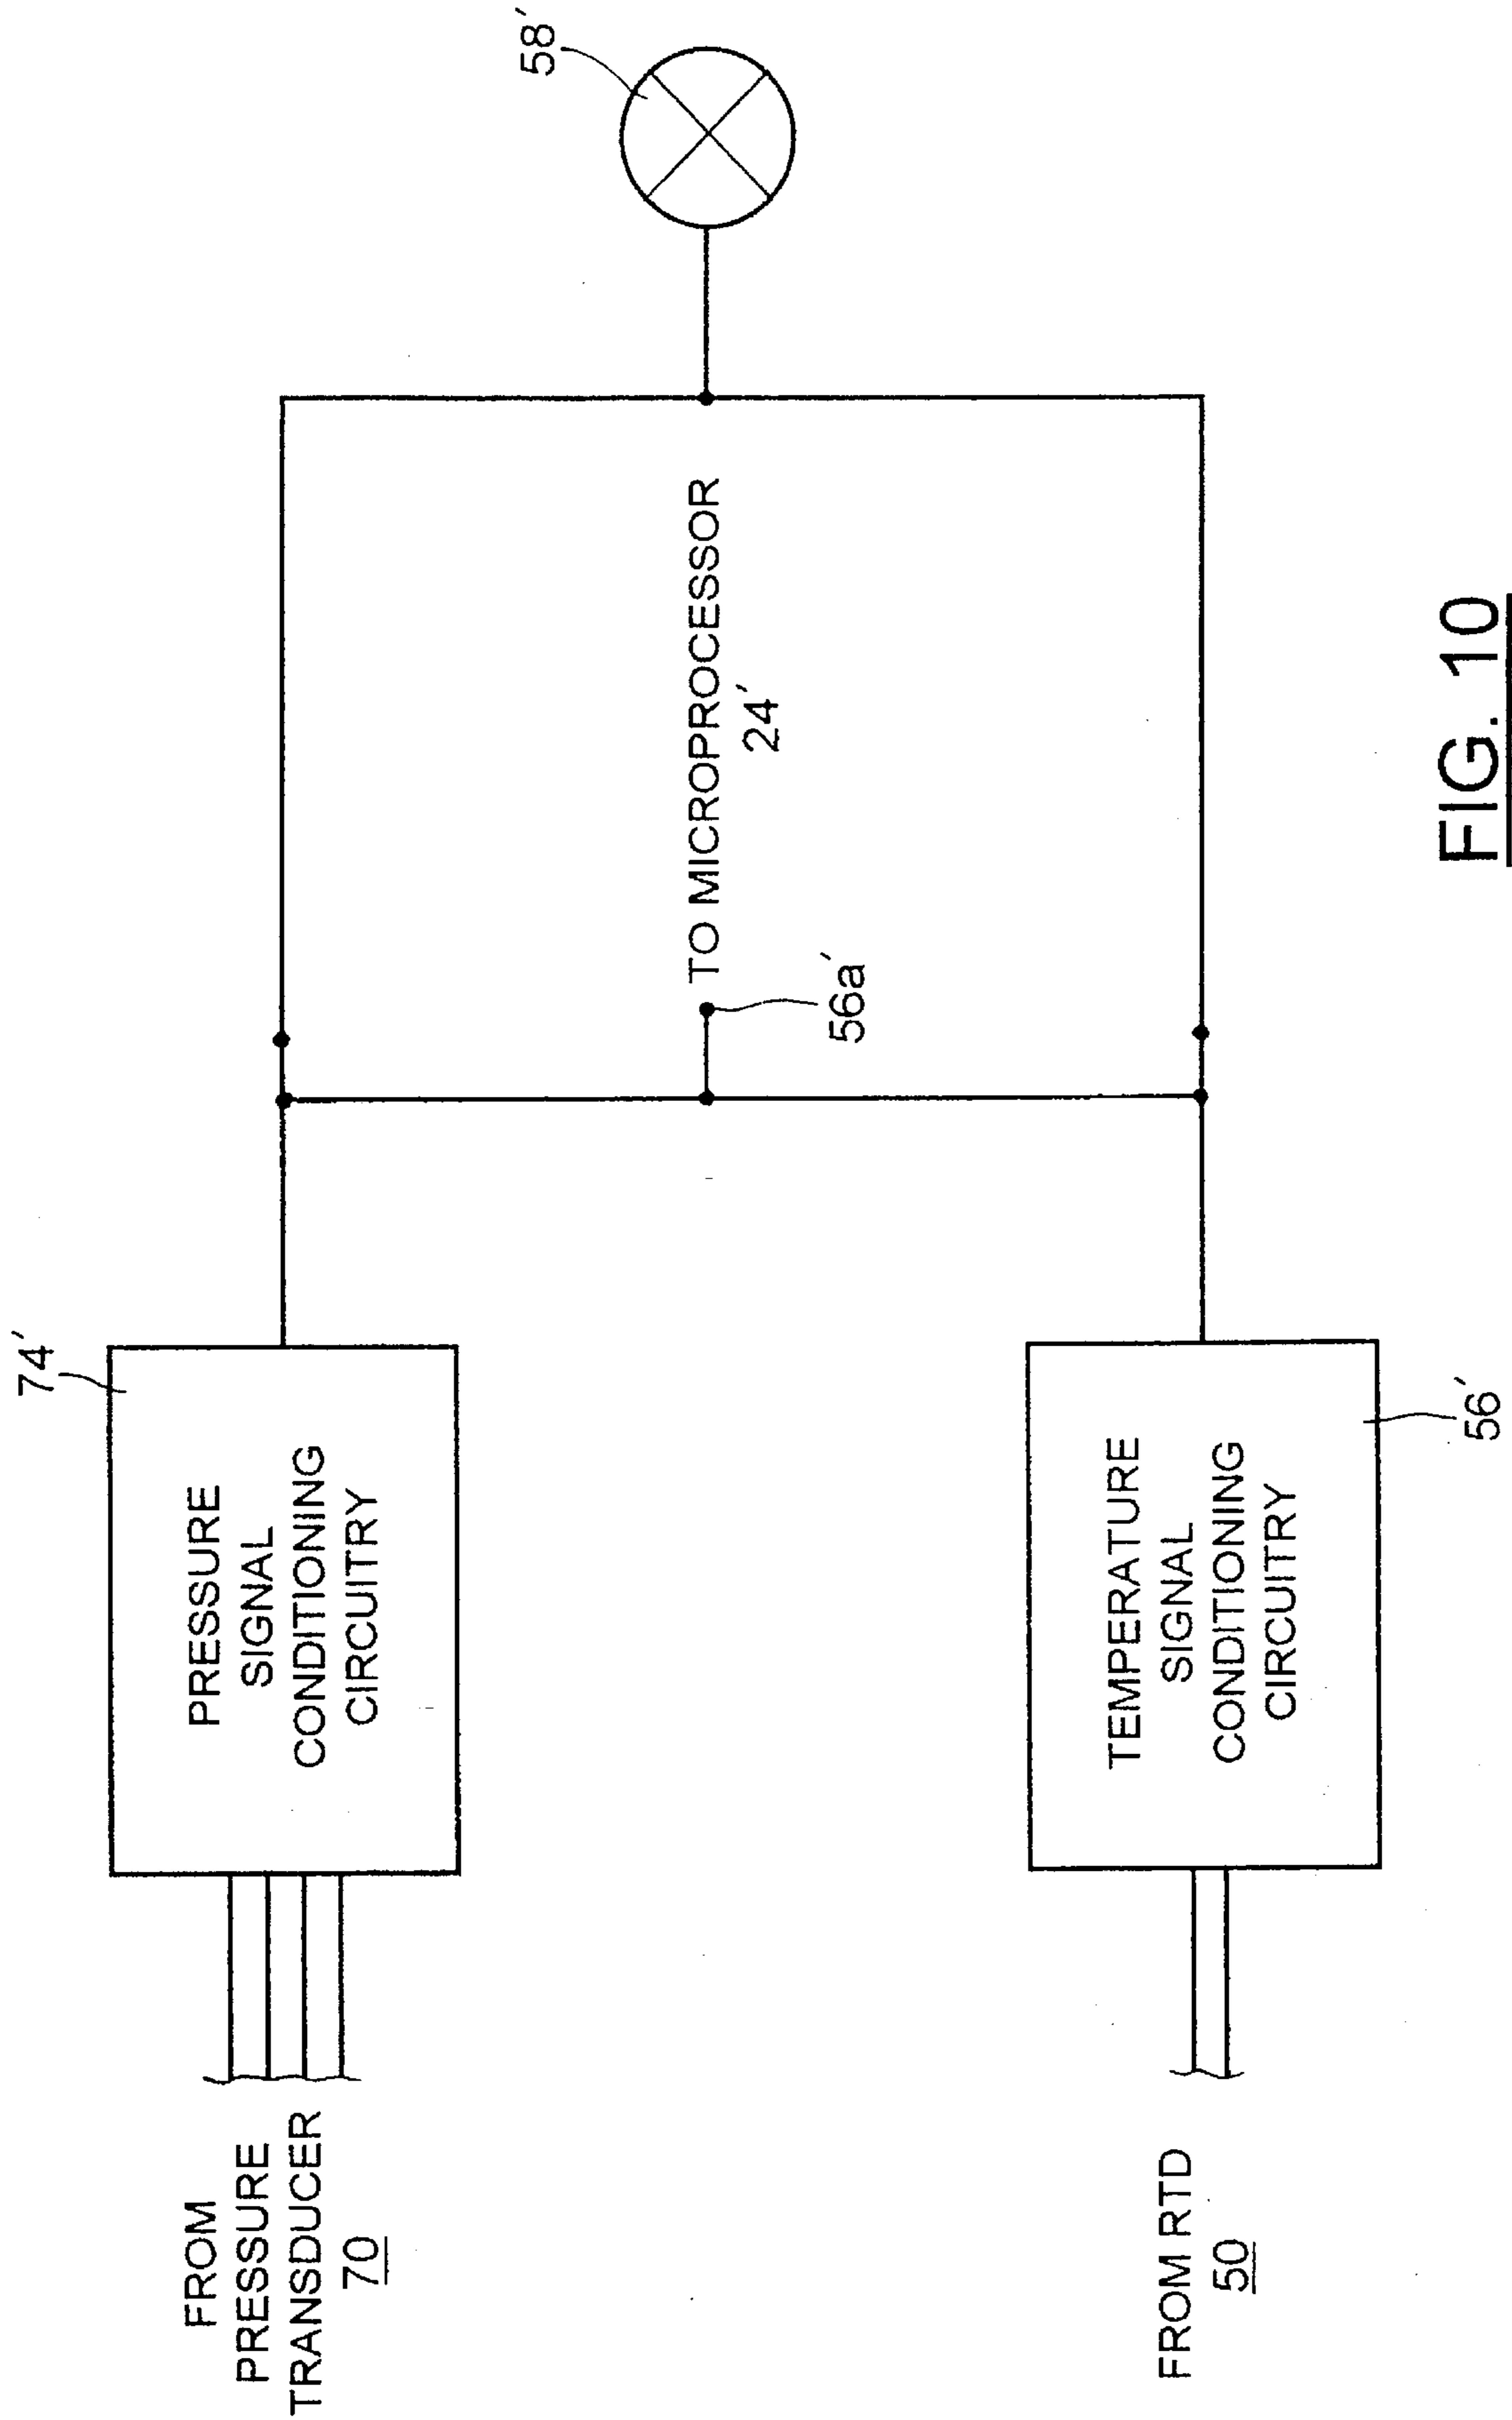 FROM
PRESSURE
TRANSDUCER
70
PRESSURE
SIGNAL
CONDITIONING
CIRCUITRY
74′
FROM RTD
50
TEMPERATURE
SIGNAL
CONDITIONING
CIRCUITRY
56′
56a′
TO MICROPROCESSOR
24′
58′
FIG. 10